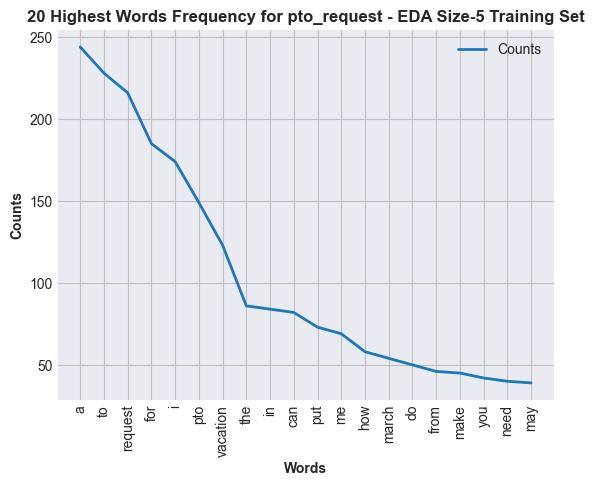 20 Highest Words Frequency for pto_request - EDA Size-5 Training Set
Counts
250
200
150
100
50
Counts
a
to
request
for
i
pto
vacation
the
in
can
put
me
how
march
do
from
make
you
need
may
Words